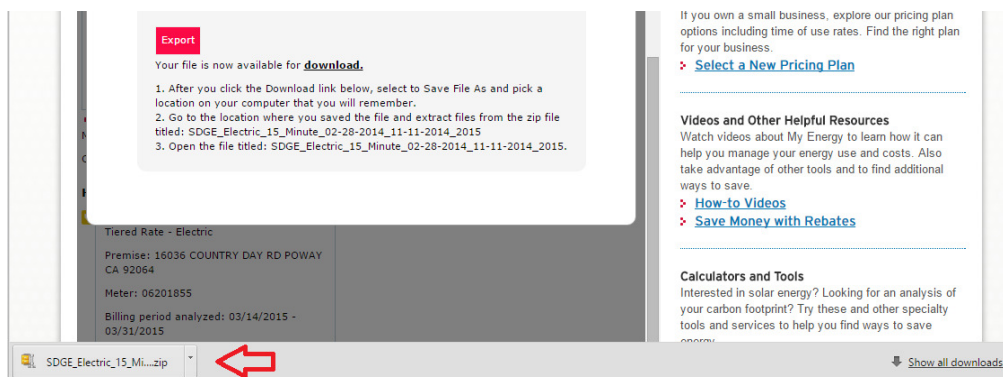 Export
Your file is now available for download.
1. After you click the Download link below, select to Save File As and pick a
location on your computer that you will remember.
2. Go to the location where you saved the file and extract files from the zip file
titled: SDGE_Electric_15_Minute_02-28-2014_11-11-2014_2015
3. Open the file titled: SDGE_Electric_15_Minute_02-28-2014_11-11-2014_2015.
Tiered Rate - Electric
Premise: 16036 COUNTRY DAY RD POWAY
CA 92064
Meter: 06201855
Billing period analyzed: 03/14/2015 -
03/31/2015
If you own a small business, explore our pricing plan
options including time of use rates. Find the right plan
for your business.
Select a New Pricing Plan
Videos and Other Helpful Resources
Watch videos about My Energy to learn how it can
help you manage your energy use and costs. Also
take advantage of other tools and to find additional
ways to save.
How-to Videos
Save Money with Rebates
Calculators and Tools
Interested in solar energy? Looking for an analysis of
your carbon footprint? Try these and other specialty
tools and services to help you find ways to save
SDGE_Electric_15_Mi....zip
Show all downloads